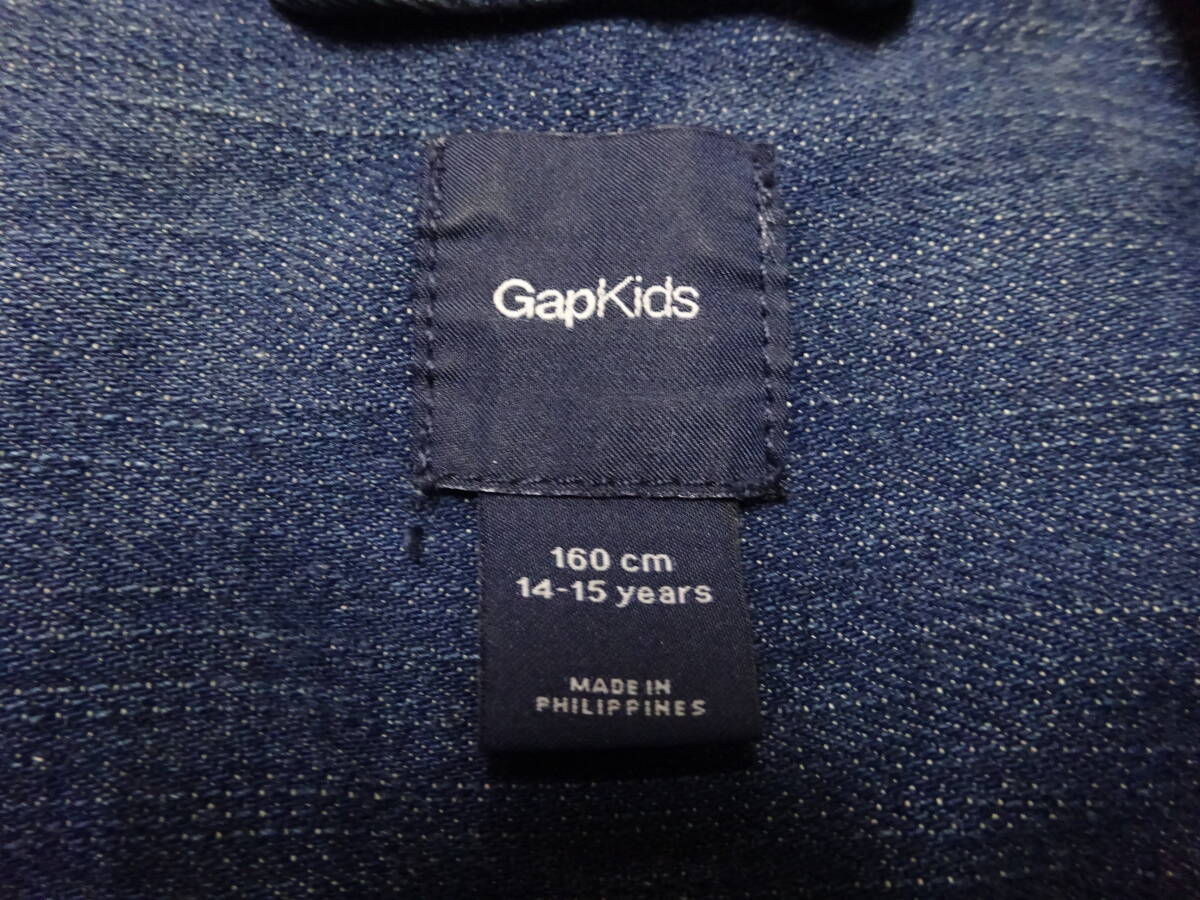 GapKids
160 cm
14-15 years
MADE IN
PHILIPPINES